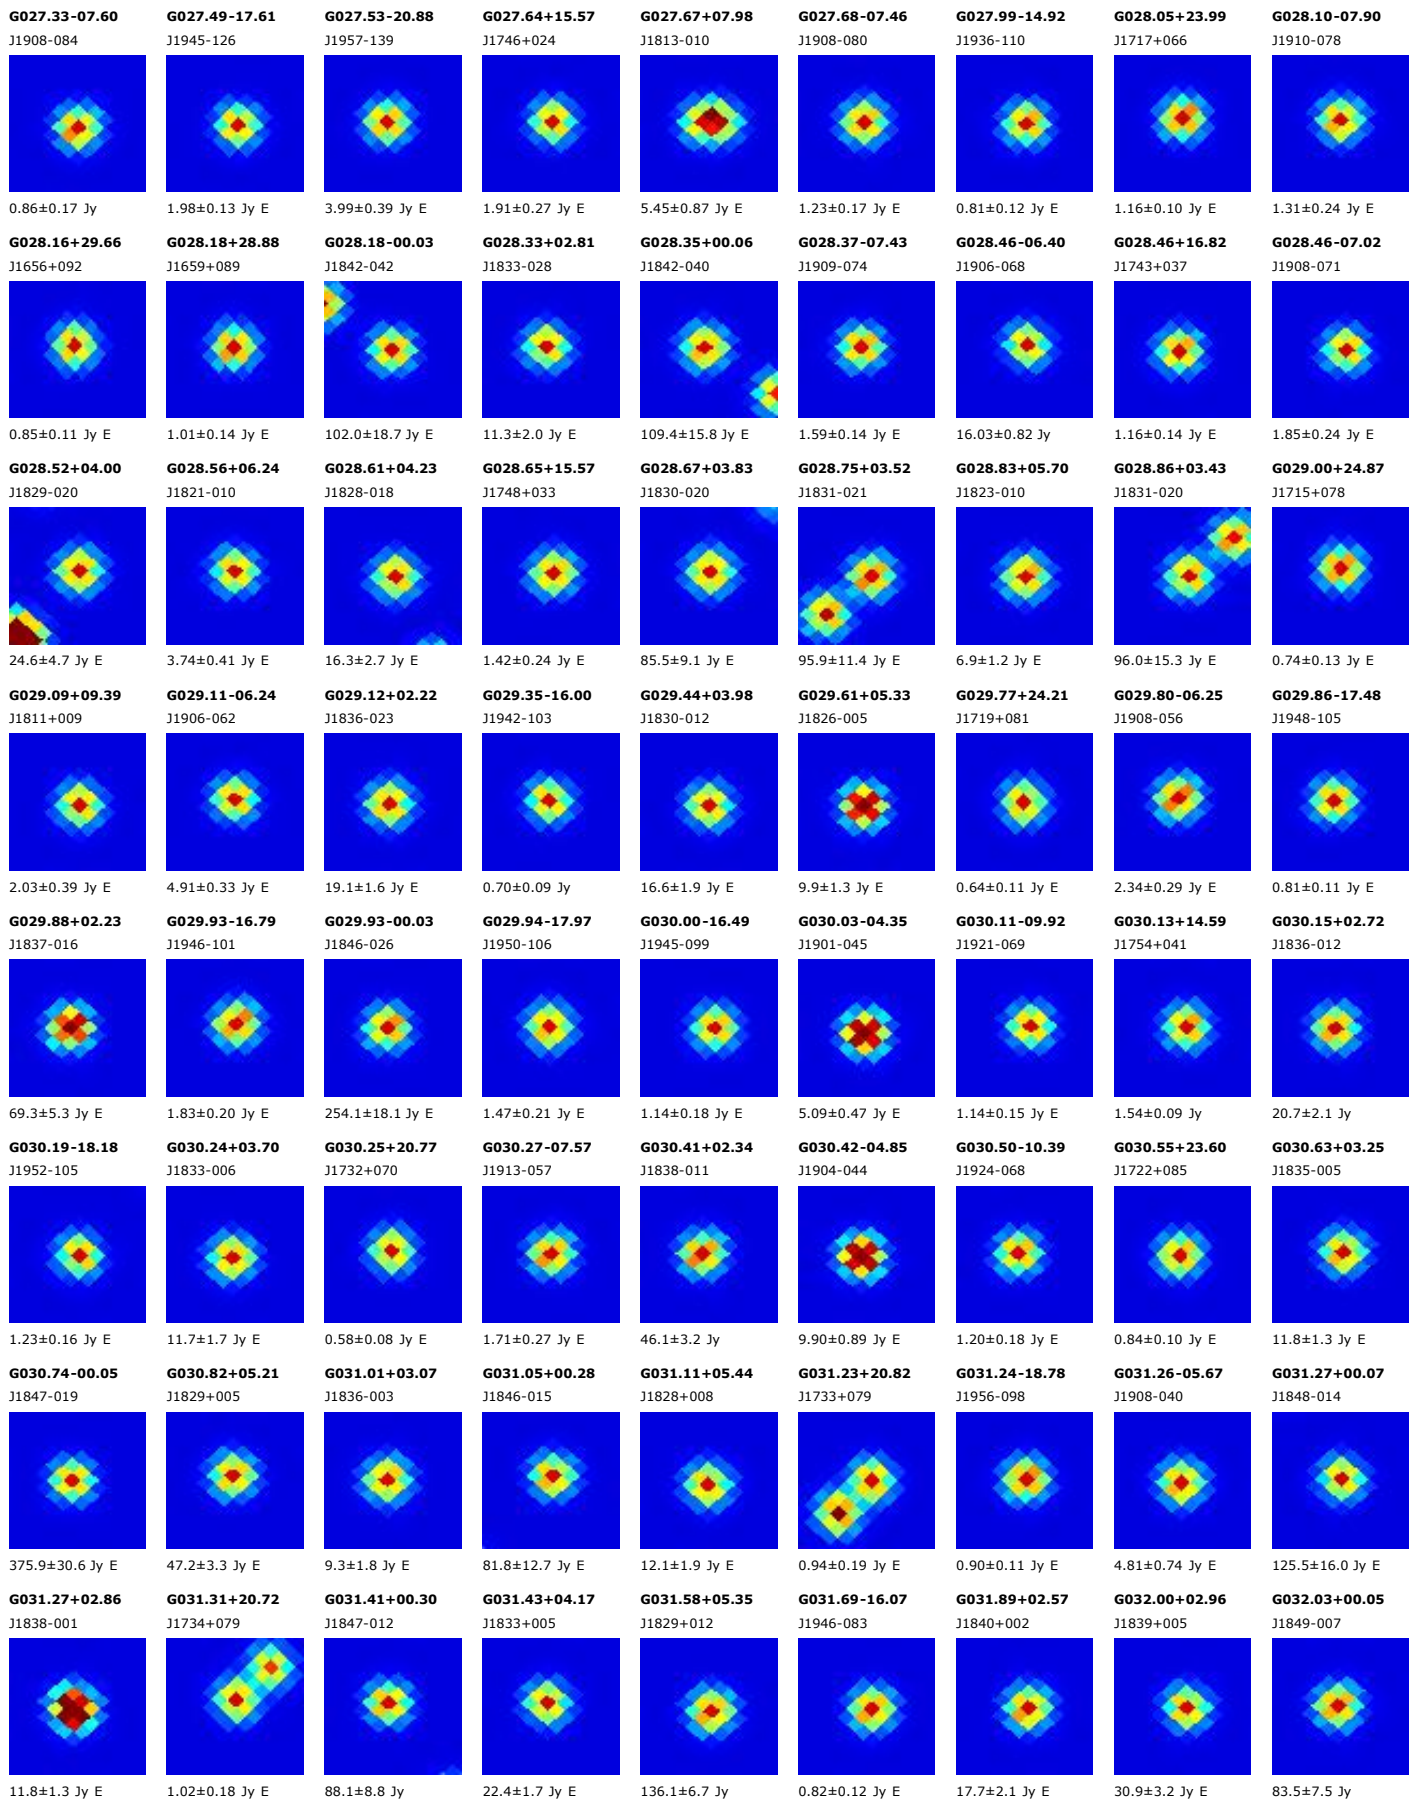 G027.33-07.60 G027.49-17.61 G027.53-20.88 G027.64+15.57 G027.67+07.98 G027.68-07.46 G027.99-14.92 G028.05+23.99 G028.10-07.90
J1908-084 J1945-126 J1957-139 J1746+024 J1813-010 J1908-080 J1936-110 J1717+066 J1910-078
0.86±0.17 Jy 1.98±0.13 Jy E 3.99±0.39 Jy E 1.91±0.27 Jy E 5.45±0.87 Jy E 1.23±0.17 Jy E 0.81±0.12 Jy E 1.16±0.10 Jy E 1.31±0.24 Jy E
G028.16+29.66 G028.18+28.88 G028.18-00.03 G028.33+02.81 G028.35+00.06 G028.37-07.43 G028.46-06.40 G028.46+16.82 G028.46-07.02
J1656+092 J1659+089 J1842-042 J1833-028 J1842-040 J1909-074 J1906-068 J1743+037 J1908-071
0.85±0.11 Jy E 1.01±0.14 Jy E 102.0±18.7 Jy E 11.3±2.0 Jy E 109.4±15.8 Jy E 1.59±0.14 Jy E 16.03±0.82 Jy 1.16±0.14 Jy E 1.85±0.24 Jy E
G028.52+04.00 G028.56+06.24 G028.61+04.23 G028.65+15.57 G028.67+03.83 G028.75+03.52 G028.83+05.70 G028.86+03.43 G029.00+24.87
J1829-020 J1821-010 J1828-018 J1748+033 J1830-020 J1831-021 J1823-010 J1831-020 J1715+078
24.6±4.7 Jy E 3.74±0.41 Jy E 16.3±2.7 Jy E 1.42±0.24 Jy E 85.5±9.1 Jy E 95.9±11.4 Jy E 6.9±1.2 Jy E 96.0±15.3 Jy E 0.74±0.13 Jy E
G029.09+09.39 G029.11-06.24 G029.12+02.22 G029.35-16.00 G029.44+03.98 G029.61+05.33 G029.77+24.21 G029.80-06.25 G029.86-17.48
J1811+009 J1906-062 J1836-023 J1942-103 J1830-012 J1826-005 J1719+081 J1908-056 J1948-105
2.03±0.39 Jy E 4.91±0.33 Jy E 19.1±1.6 Jy E 0.70±0.09 Jy 16.6±1.9 Jy E 9.9±1.3 Jy E 0.64±0.11 Jy E 2.34±0.29 Jy E 0.81±0.11 Jy E
G029.88+02.23 G029.93-16.79 G029.93-00.03 G029.94-17.97 G030.00-16.49 G030.03-04.35 G030.11-09.92 G030.13+14.59 G030.15+02.72
J1837-016 J1946-101 J1846-026 J1950-106 J1945-099 J1901-045 J1921-069 J1754+041 J1836-012
69.3±5.3 Jy E 1.83±0.20 Jy E 254.1±18.1 Jy E 1.47±0.21 Jy E 1.14±0.18 Jy E 5.09±0.47 Jy E 1.14±0.15 Jy E 1.54±0.09 Jy 20.7±2.1 Jy
G030.19-18.18 G030.24+03.70 G030.25+20.77 G030.27-07.57 G030.41+02.34 G030.42-04.85 G030.50-10.39 G030.55+23.60 G030.63+03.25
J1952-105 J1833-006 J1732+070 J1913-057 J1838-011 J1904-044 J1924-068 J1722+085 J1835-005
1.23±0.16 Jy E 11.7±1.7 Jy E 0.58±0.08 Jy E 1.71±0.27 Jy E 46.1±3.2 Jy 9.90±0.89 Jy E 1.20±0.18 Jy E 0.84±0.10 Jy E 11.8±1.3 Jy E
G030.74-00.05 G030.82+05.21 G031.01+03.07 G031.05+00.28 G031.11+05.44 G031.23+20.82 G031.24-18.78 G031.26-05.67 G031.27+00.07
J1847-019 J1829+005 J1836-003 J1846-015 J1828+008 J1733+079 J1956-098 J1908-040 J1848-014
375.9±30.6 Jy E 47.2±3.3 Jy E 9.3±1.8 Jy E 81.8±12.7 Jy E 12.1±1.9 Jy E 0.94±0.19 Jy E 0.90±0.11 Jy E 4.81±0.74 Jy E 125.5±16.0 Jy E
G031.27+02.86 G031.31+20.72 G031.41+00.30 G031.43+04.17 G031.58+05.35 G031.69-16.07 G031.89+02.57 G032.00+02.96 G032.03+00.05
J1838-001 J1734+079 J1847-012 J1833+005 J1829+012 J1946-083 J1840+002 J1839+005 J1849-007
11.8±1.3 Jy E 1.02±0.18 Jy E 88.1±8.8 Jy 22.4±1.7 Jy E 136.1±6.7 Jy 0.82±0.12 Jy E 17.7±2.1 Jy E 30.9±3.2 Jy E 83.5±7.5 Jy